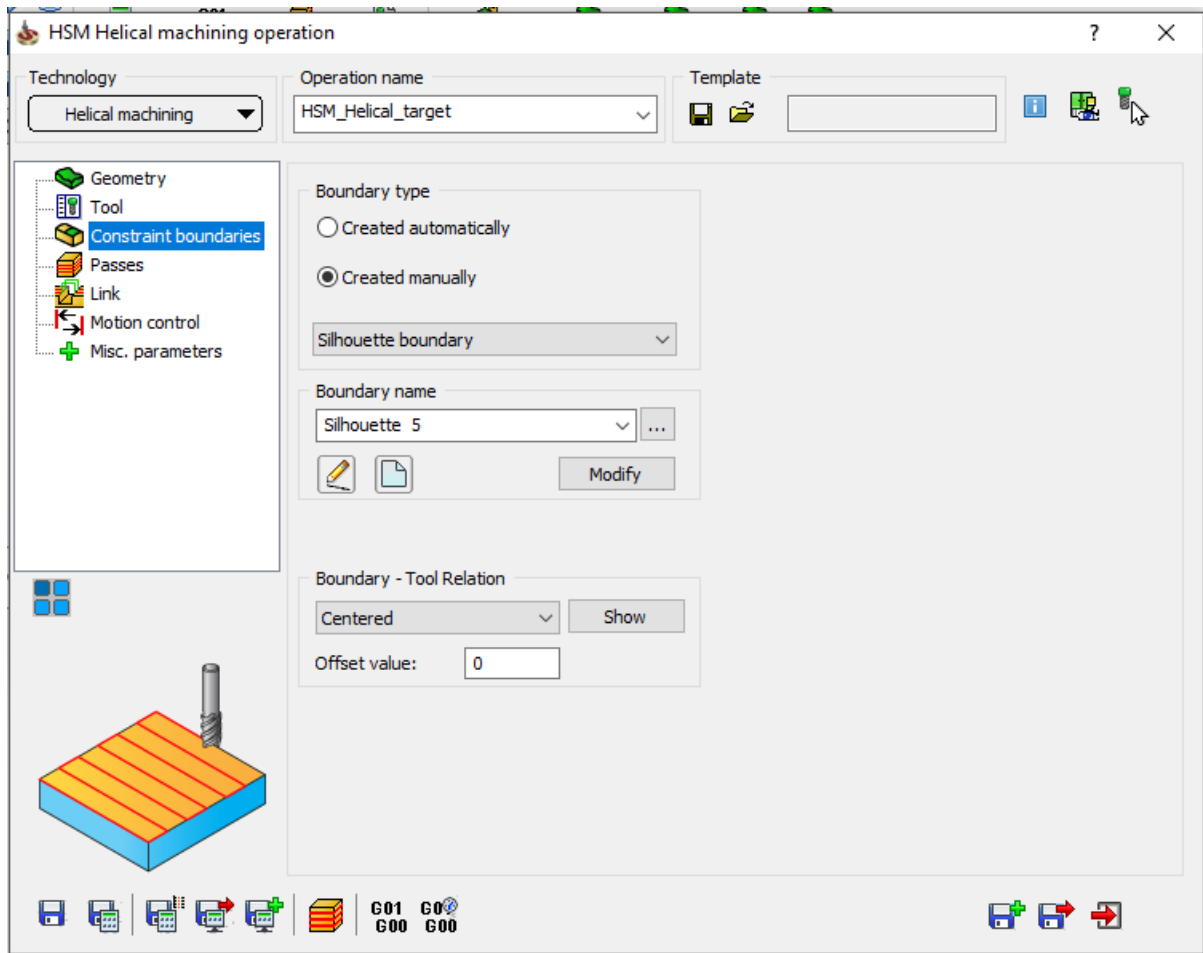 HSM Helical machining operation
?
Technology
Operation name
Template
Helical machining
HSM_Helical_target
Geometry
Tool
Constraint boundaries
Passes
Link
Motion control
Misc. parameters
Boundary type
Created automatically
Created manually
Silhouette boundary
Boundary name
Silhouette 5
...
Modify
Boundary - Tool Relation
Centered
Show
Offset value:
0
G01
G00
G0
G00